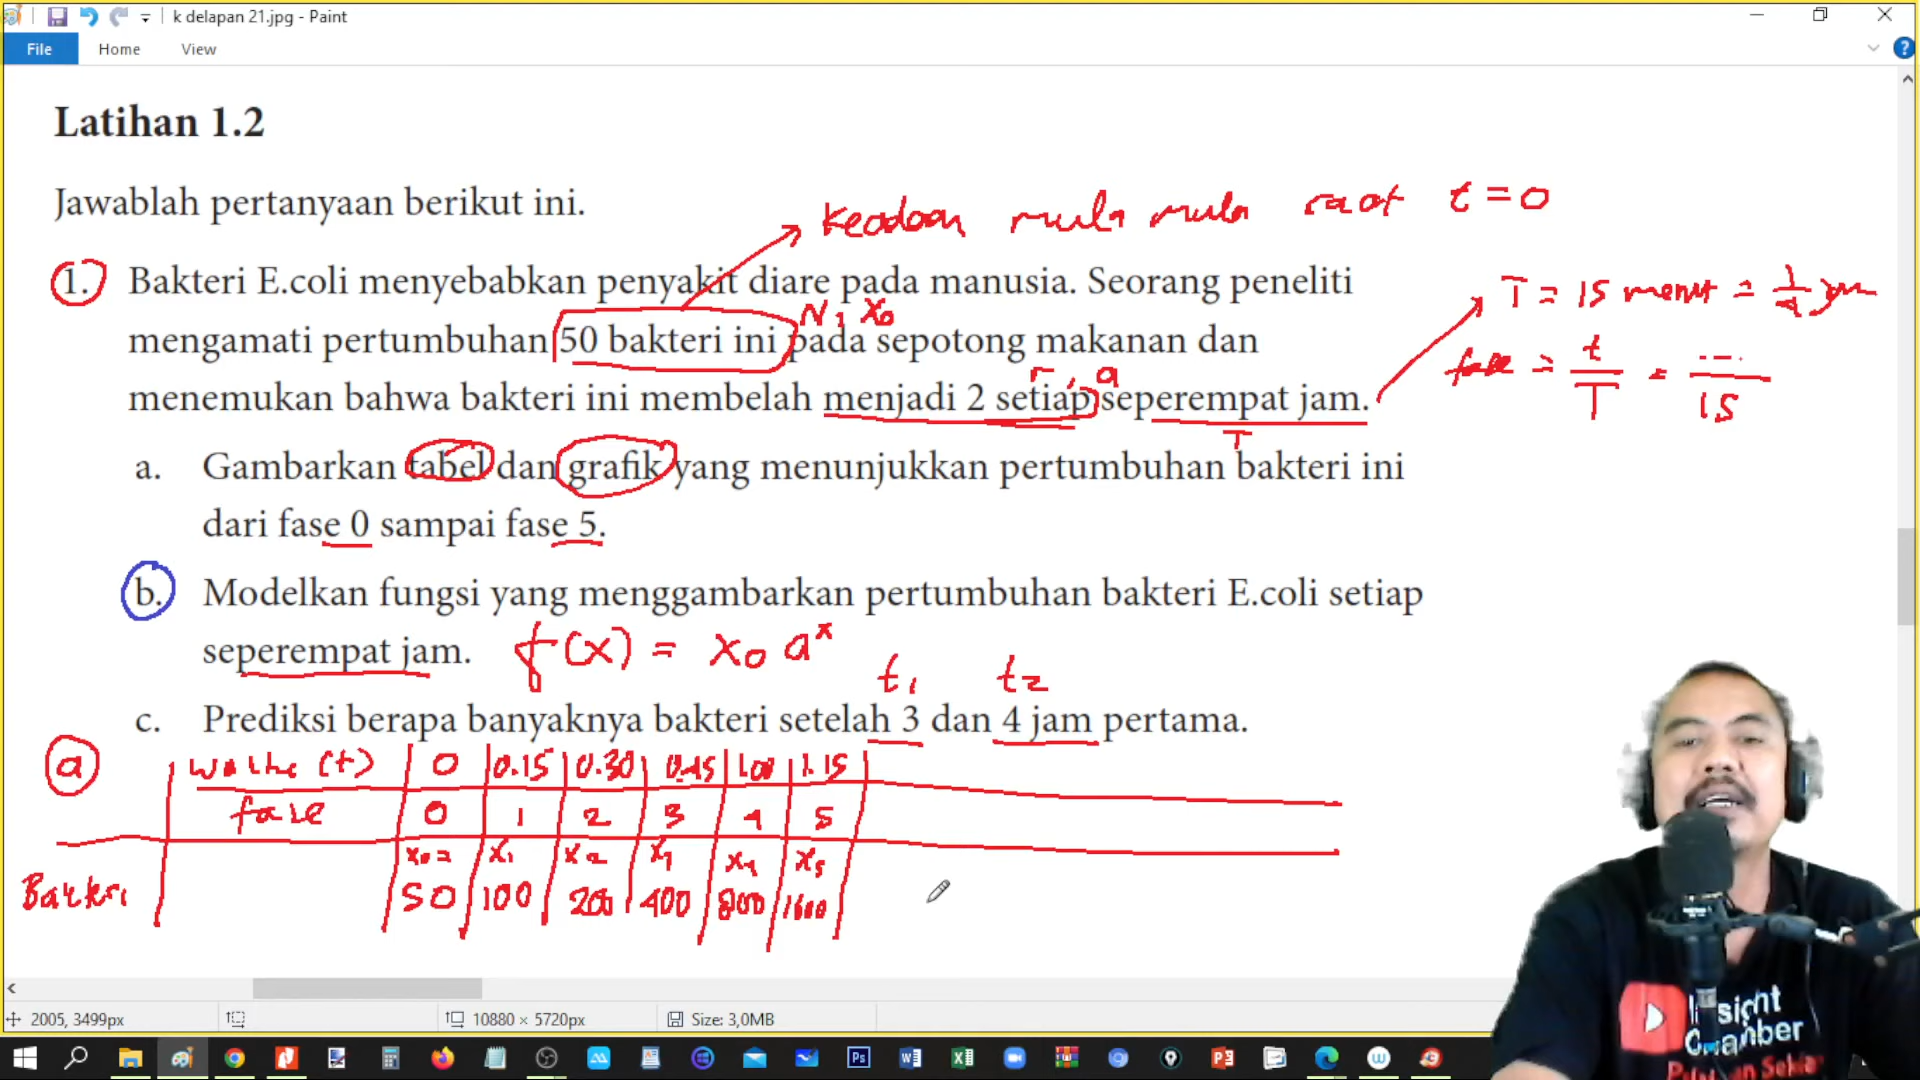 k delapan 21.jpg - Paint
File Home View
Latihan 1.2
Jawablah pertanyaan berikut ini.
Keadaan mula mula saat t = 0
1. Bakteri E.coli menyebabkan penyakit diare pada manusia. Seorang peneliti
T = 15 menit = 1/4 jam
N, x0
mengamati pertumbuhan 50 bakteri ini pada sepotong makanan dan
fase = t/T = .../15
r, a
menemukan bahwa bakteri ini membelah menjadi 2 setiap seperempat jam.
T
a. Gambarkan tabel dan grafik yang menunjukkan pertumbuhan bakteri ini
dari fase 0 sampai fase 5.
b. Modelkan fungsi yang menggambarkan pertumbuhan bakteri E.coli setiap
seperempat jam. f(x) = x0 a^x
t1 t2
c. Prediksi berapa banyaknya bakteri setelah 3 dan 4 jam pertama.
a waktu (t) 0 0.15 0.30 0.45 1.00 1.15
fase 0 1 2 3 4 5
x0 = x1 x2 x3 x4 x5
Bakteri 50 100 200 400 800 1600
2005, 3499px 10880 × 5720px Size: 3,0MB
Insight
Chamber